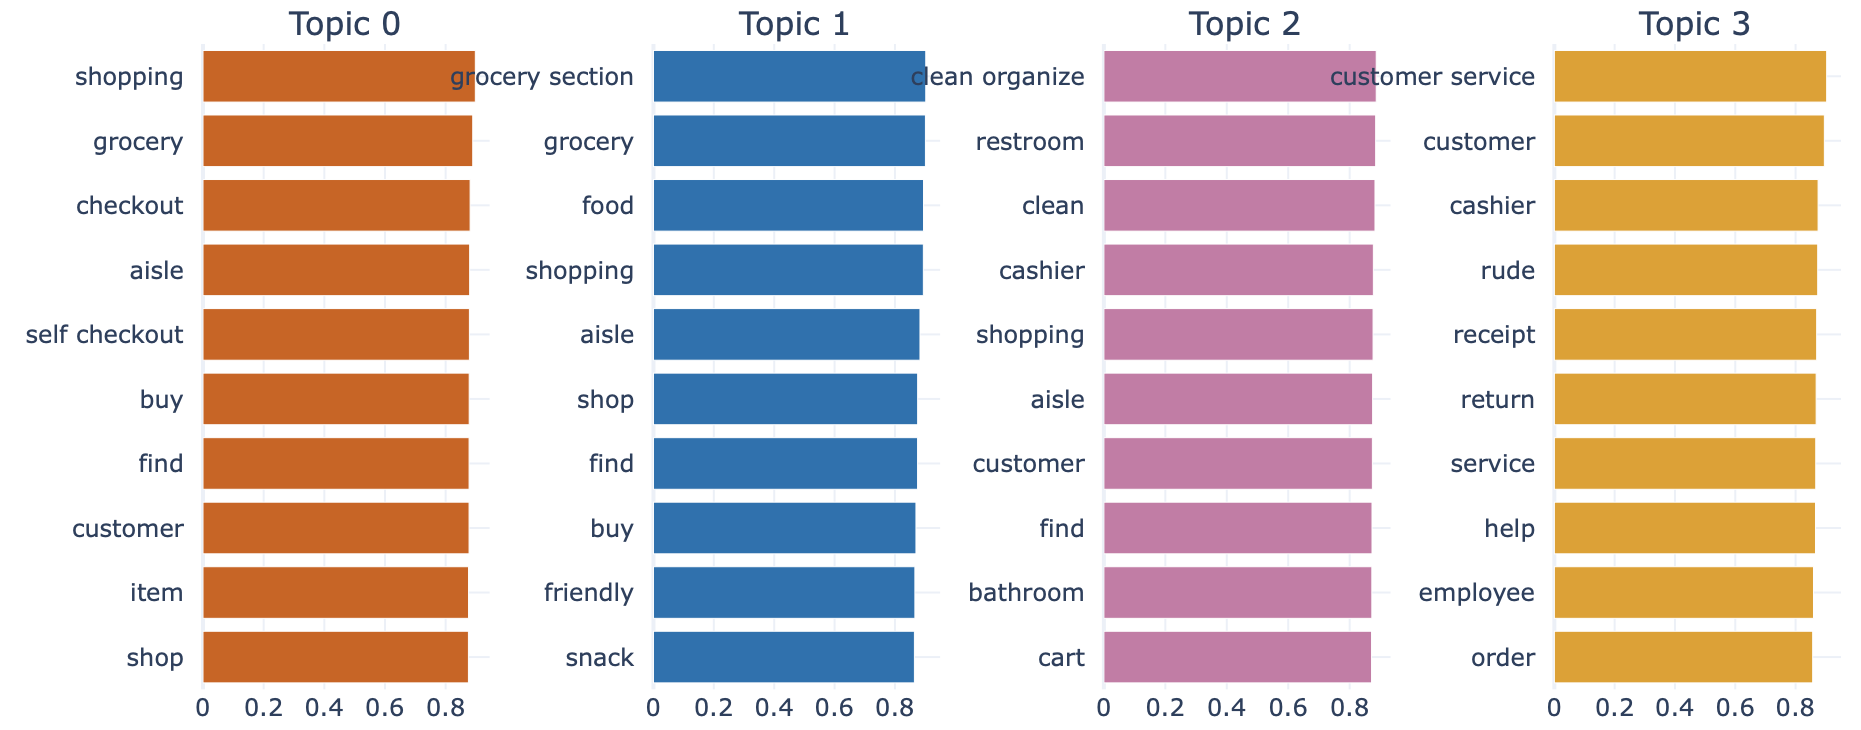 Topic 0
shopping
grocery
checkout
aisle
self checkout
buy
find
customer
item
shop
0 0.2 0.4 0.6 0.8
Topic 1
grocery section
grocery
food
shopping
aisle
shop
find
buy
friendly
snack
0 0.2 0.4 0.6 0.8
Topic 2
clean organize
restroom
clean
cashier
shopping
aisle
customer
find
bathroom
cart
0 0.2 0.4 0.6 0.8
Topic 3
customer service
customer
cashier
rude
receipt
return
service
help
employee
order
0 0.2 0.4 0.6 0.8